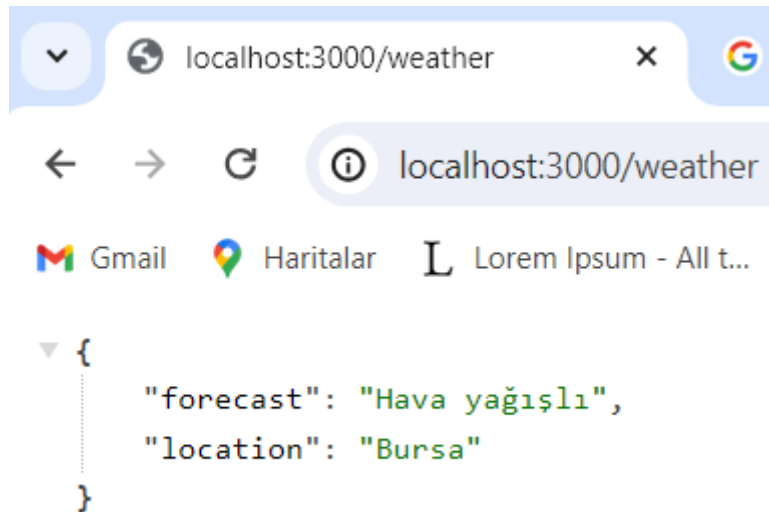 localhost:3000/weather
localhost:3000/weather
Gmail Haritalar L Lorem Ipsum - All t...
{
"forecast": "Hava yağışlı",
"location": "Bursa"
}